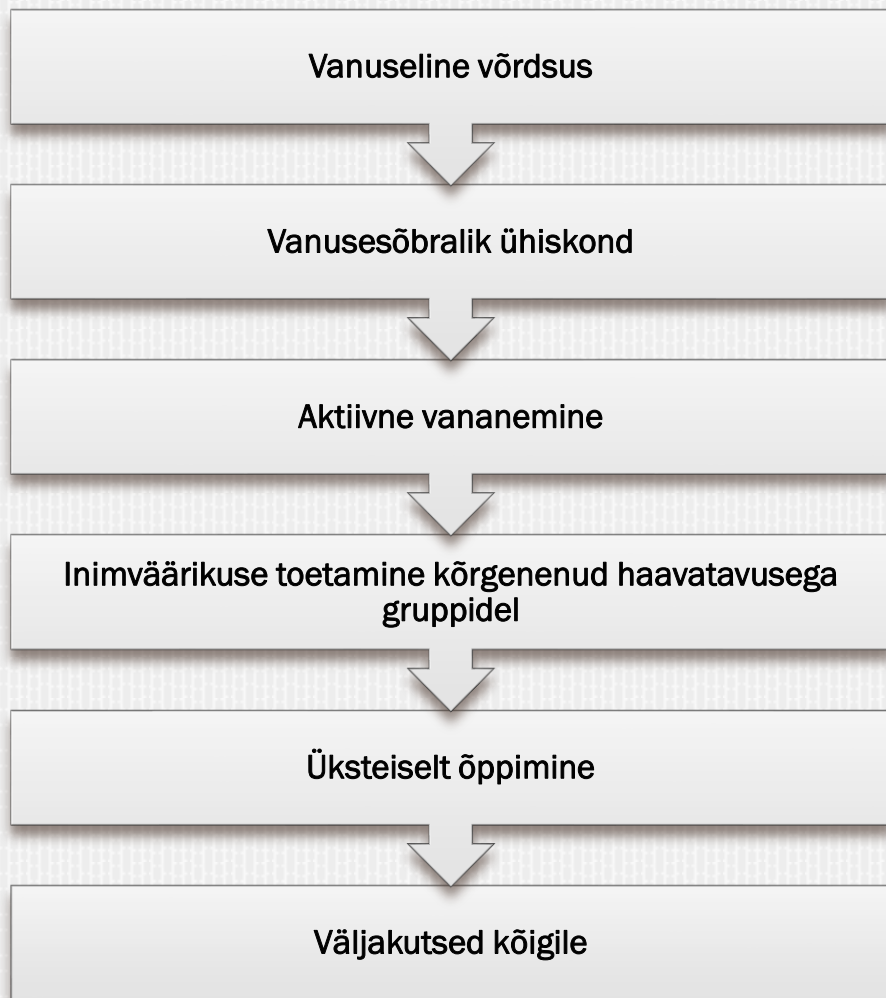 Vanuseline võrdsus
Vanusesõbralik ühiskond
Aktiivne vananemine
Inimväärikuse toetamine kõrgenenud haavatavusega
gruppidel
Üksteiselt õppimine
Väljakutsed kõigile